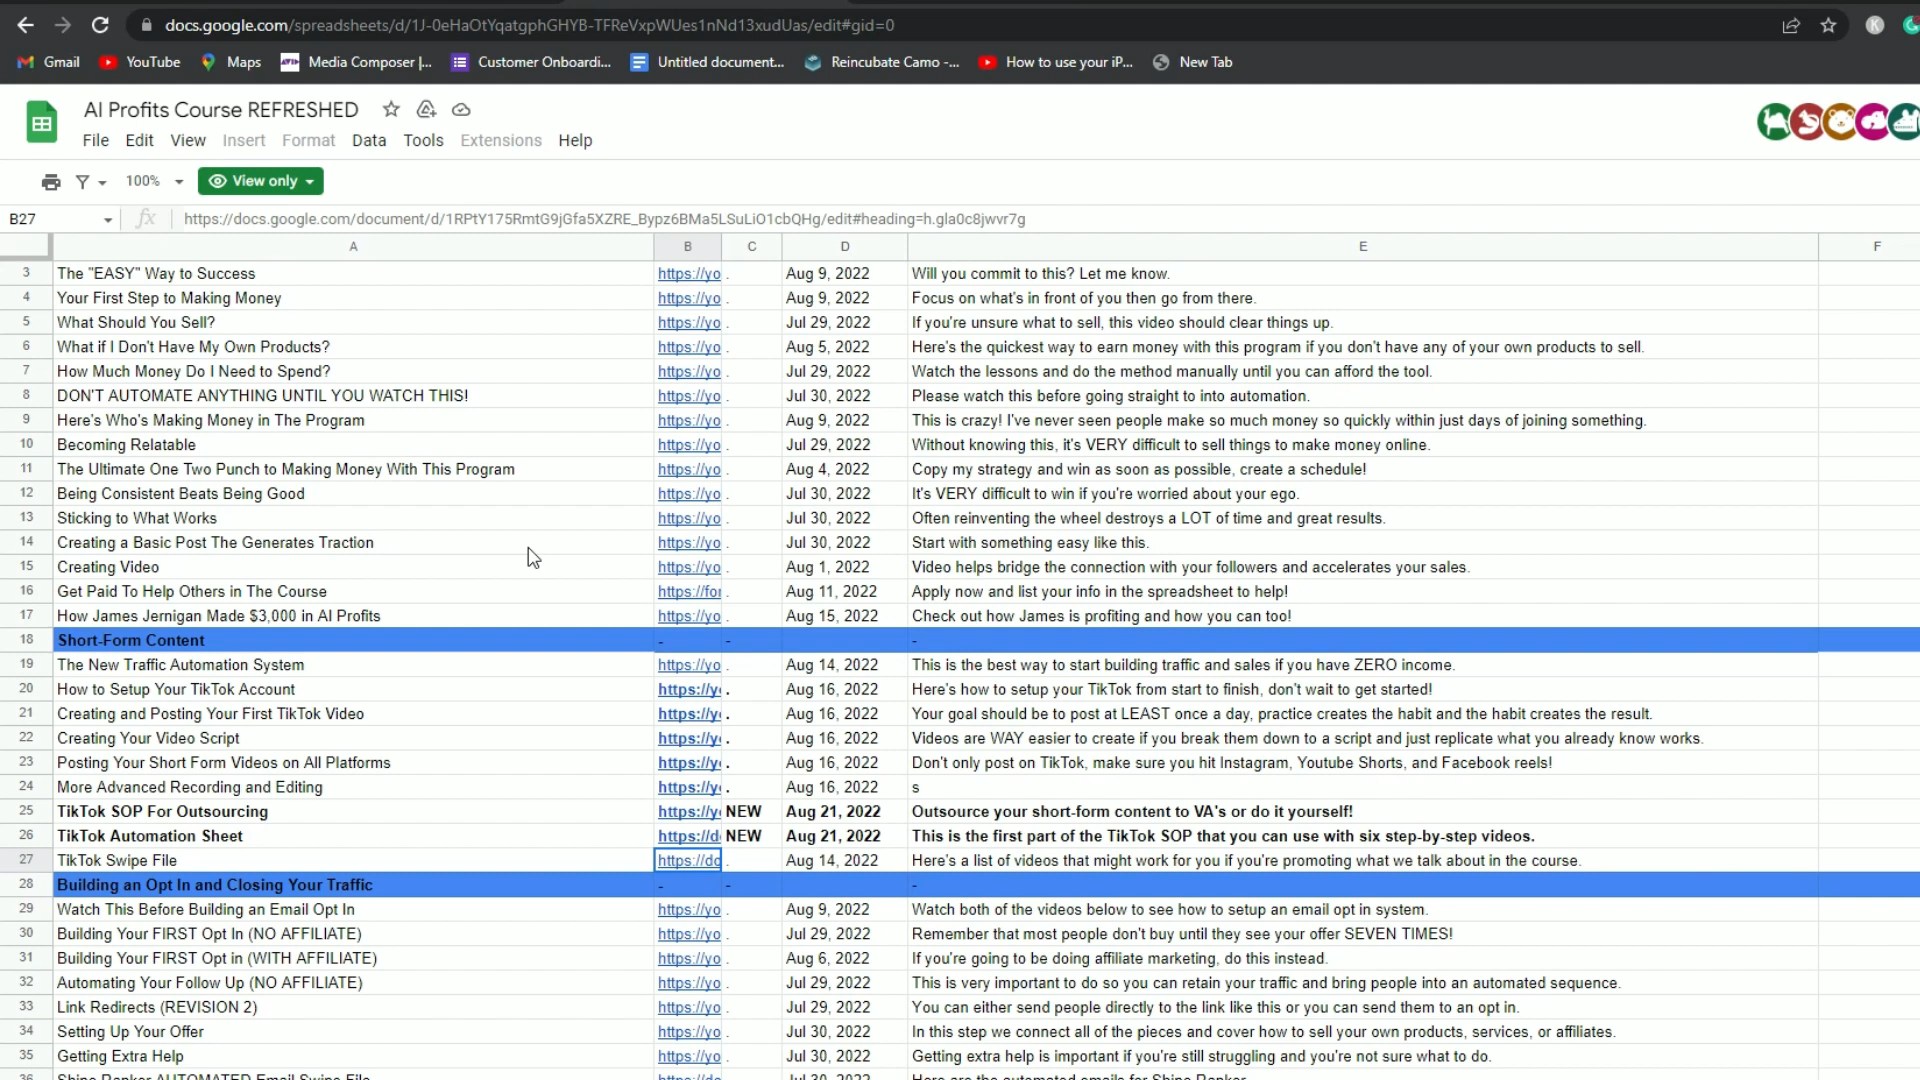 docs.google.com/spreadsheets/d/1J-0eHaOtYqatgphGHYB-TFReVxpWUes1nNd13xudUas/edit#gid=0
K
Gmail YouTube Maps Media Composer |... Customer Onboardi... Untitled document... Reincubate Camo -... How to use your iP... New Tab
AI Profits Course REFRESHED
File Edit View Insert Format Data Tools Extensions Help
100% View only
B27 fx https://docs.google.com/document/d/1RPtY175RmtG9jGfa5XZRE_Bypz6BMa5LSuLiO1cbQHg/edit#heading=h.gla0c8jwvr7g
A B C D E F
3 The "EASY" Way to Success https://yo . Aug 9, 2022 Will you commit to this? Let me know.
4 Your First Step to Making Money https://yo . Aug 9, 2022 Focus on what's in front of you then go from there.
5 What Should You Sell? https://yo . Jul 29, 2022 If you're unsure what to sell, this video should clear things up.
6 What if I Don't Have My Own Products? https://yo . Aug 5, 2022 Here's the quickest way to earn money with this program if you don't have any of your own products to sell.
7 How Much Money Do I Need to Spend? https://yo . Jul 29, 2022 Watch the lessons and do the method manually until you can afford the tool.
8 DON'T AUTOMATE ANYTHING UNTIL YOU WATCH THIS! https://yo . Jul 30, 2022 Please watch this before going straight to into automation.
9 Here's Who's Making Money in The Program https://yo . Aug 9, 2022 This is crazy! I've never seen people make so much money so quickly within just days of joining something.
10 Becoming Relatable https://yo . Jul 29, 2022 Without knowing this, it's VERY difficult to sell things to make money online.
11 The Ultimate One Two Punch to Making Money With This Program https://yo . Aug 4, 2022 Copy my strategy and win as soon as possible, create a schedule!
12 Being Consistent Beats Being Good https://yo . Jul 30, 2022 It's VERY difficult to win if you're worried about your ego.
13 Sticking to What Works https://yo . Jul 30, 2022 Often reinventing the wheel destroys a LOT of time and great results.
14 Creating a Basic Post The Generates Traction https://yo . Jul 30, 2022 Start with something easy like this.
15 Creating Video https://yo . Aug 1, 2022 Video helps bridge the connection with your followers and accelerates your sales.
16 Get Paid To Help Others in The Course https://for . Aug 11, 2022 Apply now and list your info in the spreadsheet to help!
17 How James Jernigan Made $3,000 in AI Profits https://yo . Aug 15, 2022 Check out how James is profiting and how you can too!
18 Short-Form Content - - -
19 The New Traffic Automation System https://yo . Aug 14, 2022 This is the best way to start building traffic and sales if you have ZERO income.
20 How to Setup Your TikTok Account https://y . Aug 16, 2022 Here's how to setup your TikTok from start to finish, don't wait to get started!
21 Creating and Posting Your First TikTok Video https://y . Aug 16, 2022 Your goal should be to post at LEAST once a day, practice creates the habit and the habit creates the result.
22 Creating Your Video Script https://y . Aug 16, 2022 Videos are WAY easier to create if you break them down to a script and just replicate what you already know works.
23 Posting Your Short Form Videos on All Platforms https://y . Aug 16, 2022 Don't only post on TikTok, make sure you hit Instagram, Youtube Shorts, and Facebook reels!
24 More Advanced Recording and Editing https://y . Aug 16, 2022 s
25 TikTok SOP For Outsourcing https://y NEW Aug 21, 2022 Outsource your short-form content to VA's or do it yourself!
26 TikTok Automation Sheet https://d NEW Aug 21, 2022 This is the first part of the TikTok SOP that you can use with six step-by-step videos.
27 TikTok Swipe File https://do . Aug 14, 2022 Here's a list of videos that might work for you if you're promoting what we talk about in the course.
28 Building an Opt In and Closing Your Traffic - - -
29 Watch This Before Building an Email Opt In https://yo . Aug 9, 2022 Watch both of the videos below to see how to setup an email opt in system.
30 Building Your FIRST Opt In (NO AFFILIATE) https://yo . Jul 29, 2022 Remember that most people don't buy until they see your offer SEVEN TIMES!
31 Building Your FIRST Opt in (WITH AFFILIATE) https://yo . Aug 6, 2022 If you're going to be doing affiliate marketing, do this instead.
32 Automating Your Follow Up (NO AFFILIATE) https://yo . Jul 29, 2022 This is very important to do so you can retain your traffic and bring people into an automated sequence.
33 Link Redirects (REVISION 2) https://yo . Jul 29, 2022 You can either send people directly to the link like this or you can send them to an opt in.
34 Setting Up Your Offer https://yo . Jul 30, 2022 In this step we connect all of the pieces and cover how to sell your own products, services, or affiliates.
35 Getting Extra Help https://yo . Jul 30, 2022 Getting extra help is important if you're still struggling and you're not sure what to do.
Shine Ranker AUTOMATED Email Swipe File https://do Jul 30, 2022 Here are the automated emails for Shine Ranker